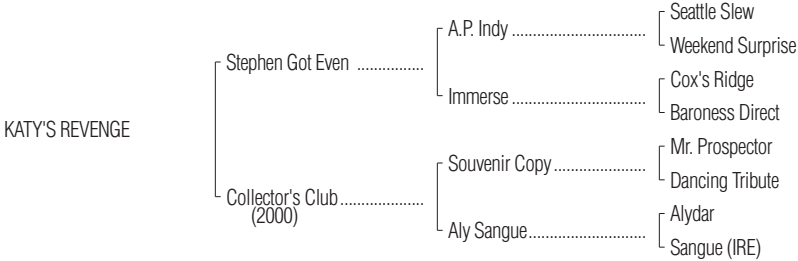 Seattle Slew
A.P. Indy ................................
Weekend Surprise
Stephen Got Even ................
Cox's Ridge
Immerse ................................
Baroness Direct
KATY'S REVENGE
Mr. Prospector
Souvenir Copy......................
Dancing Tribute
Collector's Club....................
(2000)
Alydar
Aly Sangue............................
Sangue (IRE)